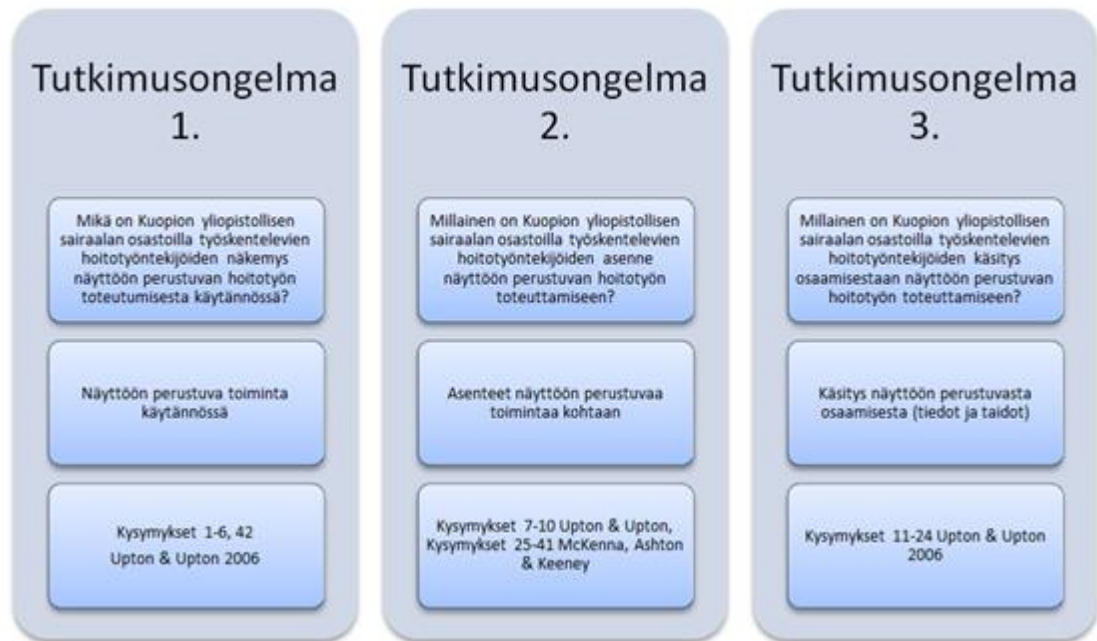 Tutkimusongelma
1.
Mikä on Kuopion yliopistollisen
sairaalan osastoilla työskentelevien
hoitotyöntekijöiden näkemys
näyttöön perustuvan hoitotyön
toteutumisesta käytännössä?
Näyttöön perustuva toiminta
käytännössä
Kysymykset 1-6, 42
Upton & Upton 2006
Tutkimusongelma
2.
Millainen on Kuopion yliopistollisen
sairaalan osastoilla työskentelevien
hoitotyöntekijöiden asenne
näyttöön perustuvan hoitotyön
toteuttamiseen?
Asenteet näyttöön perustuvaa
toimintaa kohtaan
Kysymykset 7-10 Upton & Upton,
Kysymykset 25-41 McKenna, Ashton
& Keeney
Tutkimusongelma
3.
Millainen on Kuopion yliopistollisen
sairaalan osastoilla työskentelevien
hoitotyöntekijöiden käsitys
osaamisestaan näyttöön perustuvan
hoitotyön toteuttamiseen?
Käsitys näyttöön perustuvasta
osaamisesta (tiedot ja taidot)
Kysymykset 11-24 Upton & Upton
2006